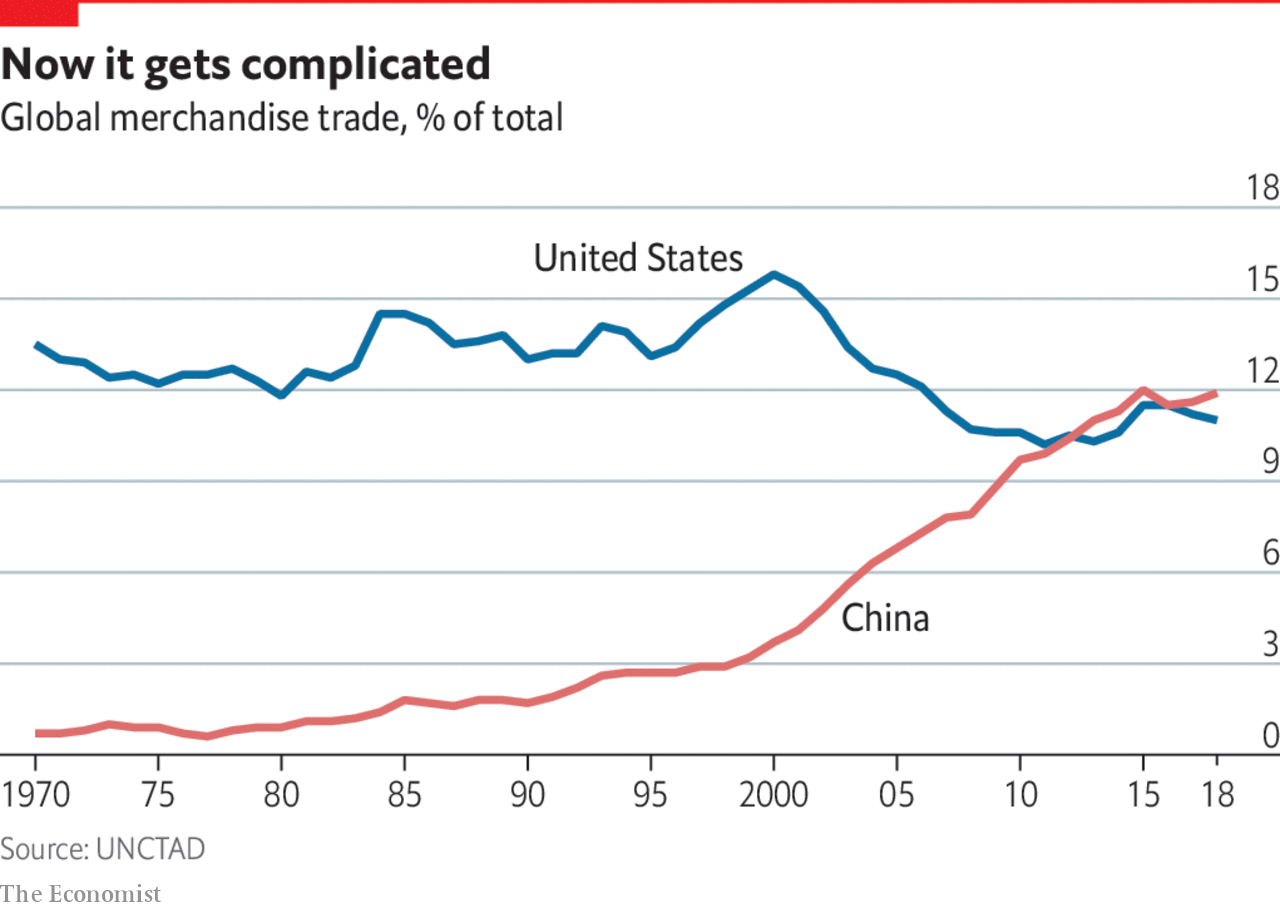 Now it gets complicated
Global merchandise trade, % of total
18
United States
15
12
9
6
China
3
0
1970 75 80 85 90 95 2000 05 10 15 18
Source: UNCTAD
The Economist